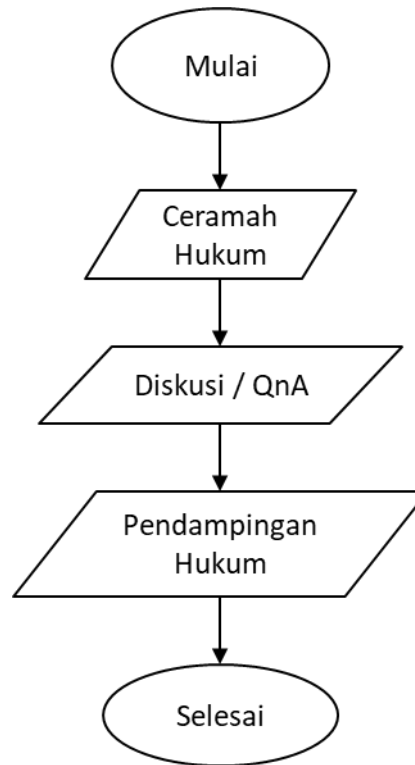 Mulai
Ceramah
Hukum
Diskusi / QnA
Pendampingan
Hukum
Selesai